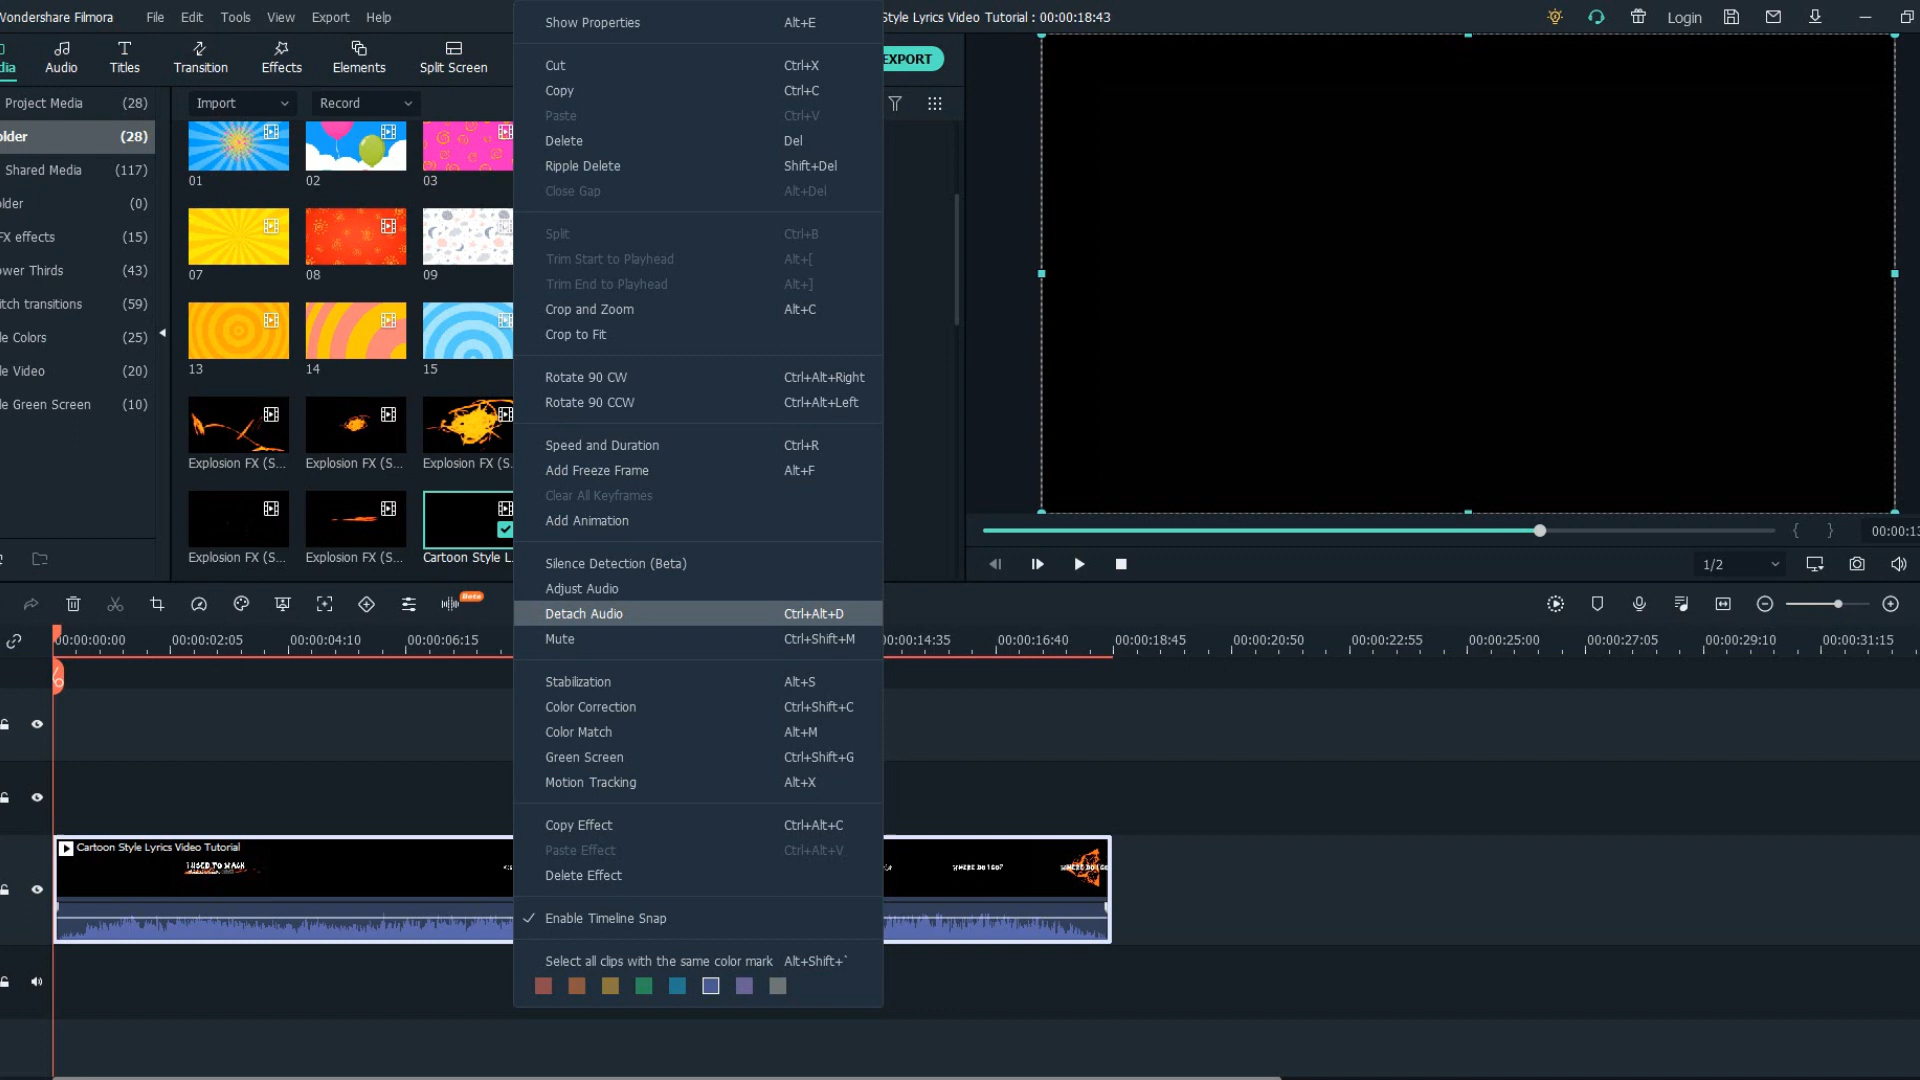 Wondershare Filmora File Edit Tools View Export Help
Style Lyrics Video Tutorial : 00:00:18:43
Login
Audio Titles Transition Effects Elements Split Screen
EXPORT
Project Media (28)
older (28)
Shared Media (117)
older (0)
FX effects (15)
ower Thirds (43)
itch transitions (59)
le Colors (25)
le Video (20)
le Green Screen (10)
Import Record
01 02 03
07 08 09
13 14 15
Explosion FX (S... Explosion FX (S... Explosion FX (S.
Explosion FX (S... Explosion FX (S... Cartoon Style L
Show Properties Alt+E
Cut Ctrl+X
Copy Ctrl+C
Paste Ctrl+V
Delete Del
Ripple Delete Shift+Del
Close Gap Alt+Del
Split Ctrl+B
Trim Start to Playhead Alt+[
Trim End to Playhead Alt+]
Crop and Zoom Alt+C
Crop to Fit
Rotate 90 CW Ctrl+Alt+Right
Rotate 90 CCW Ctrl+Alt+Left
Speed and Duration Ctrl+R
Add Freeze Frame Alt+F
Clear All Keyframes
Add Animation
Silence Detection (Beta)
Adjust Audio
Detach Audio Ctrl+Alt+D
Mute Ctrl+Shift+M
Stabilization Alt+S
Color Correction Ctrl+Shift+C
Color Match Alt+M
Green Screen Ctrl+Shift+G
Motion Tracking Alt+X
Copy Effect Ctrl+Alt+C
Paste Effect Ctrl+Alt+V
Delete Effect
Enable Timeline Snap
Select all clips with the same color mark Alt+Shift+`
{ } 00:00:13
1/2
Beta
00:00:00:00 00:00:02:05 00:00:04:10 00:00:06:15 00:00:14:35 00:00:16:40 00:00:18:45 00:00:20:50 00:00:22:55 00:00:25:00 00:00:27:05 00:00:29:10 00:00:31:15
Cartoon Style Lyrics Video Tutorial
WHERE DO I GO?